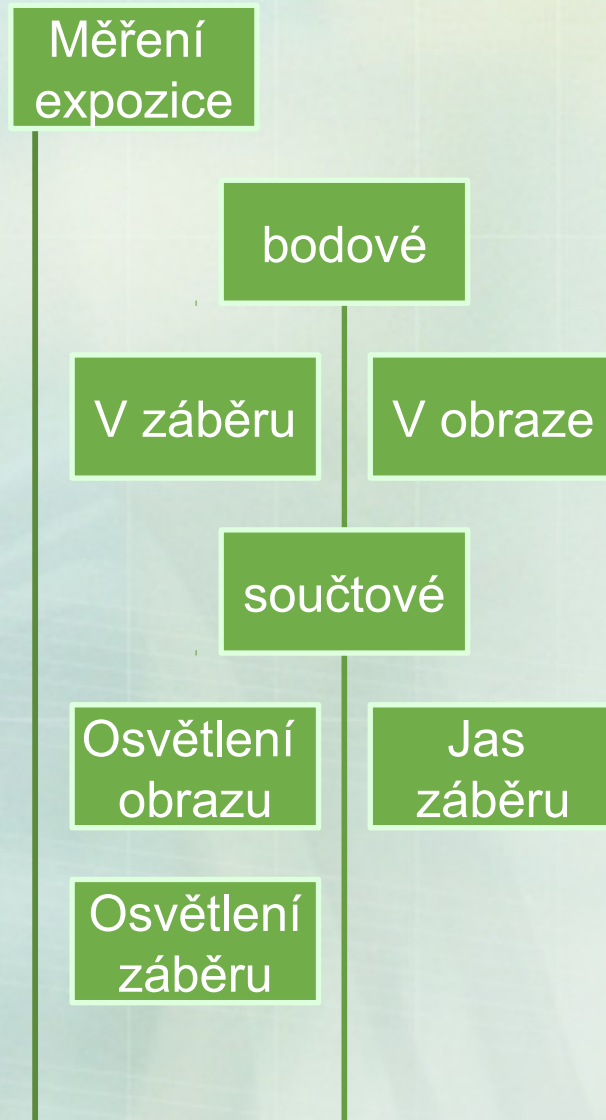 Měření
expozice
bodové
V záběru
V obraze
součtové
Osvětlení
obrazu
Jas
záběru
Osvětlení
záběru